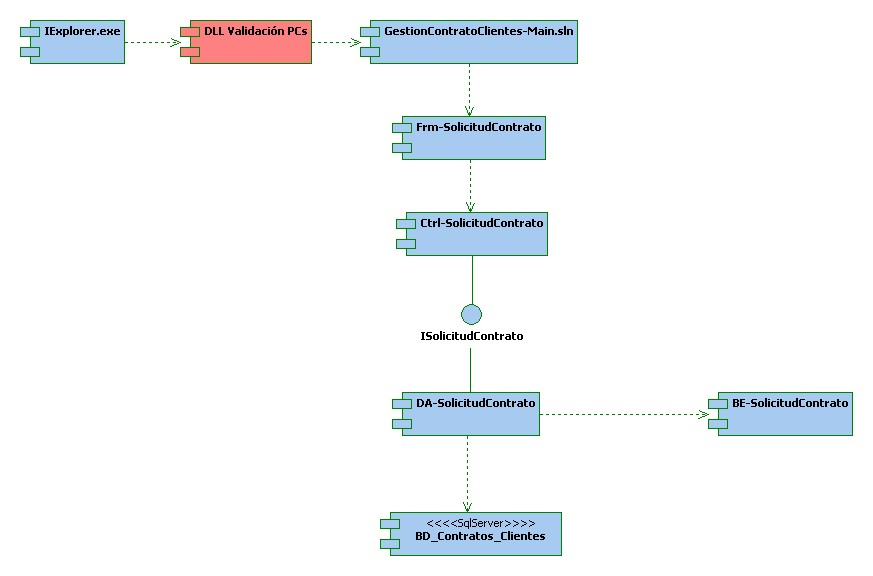 IExplorer.exe
DLL Validación PCs
GestionContratoClientes-Main.sln
Frm-SolicitudContrato
Ctrl-SolicitudContrato
ISolicitudContrato
DA-SolicitudContrato
BE-SolicitudContrato
<<<<SqlServer>>>>
BD_Contratos_Clientes